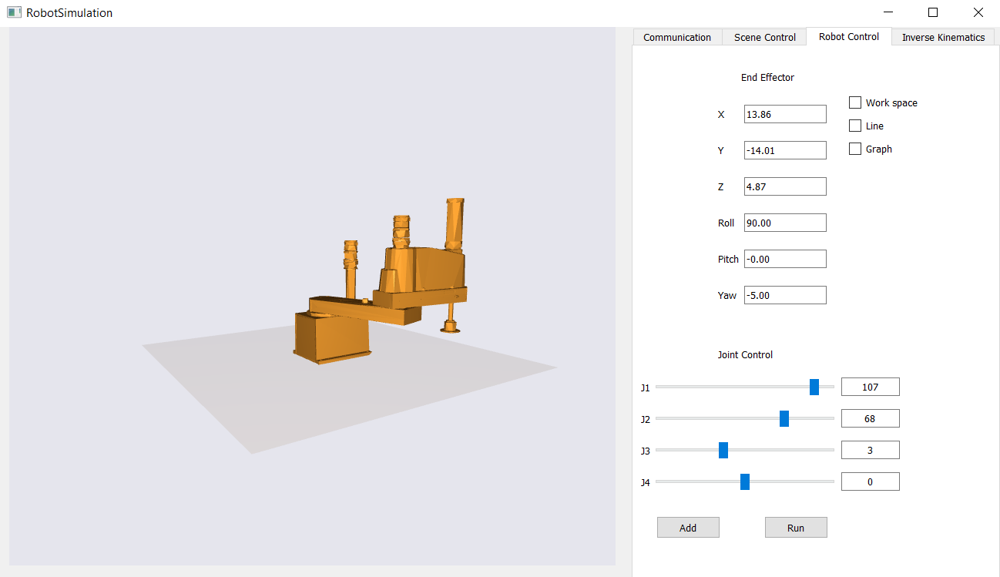 RobotSimulation
Communication Scene Control Robot Control Inverse Kinematics
End Effector
X 13.86 Work space
Line
Y -14.01 Graph
Z 4.87
Roll 90.00
Pitch -0.00
Yaw -5.00
Joint Control
J1 107
J2 68
J3 3
J4 0
Add Run